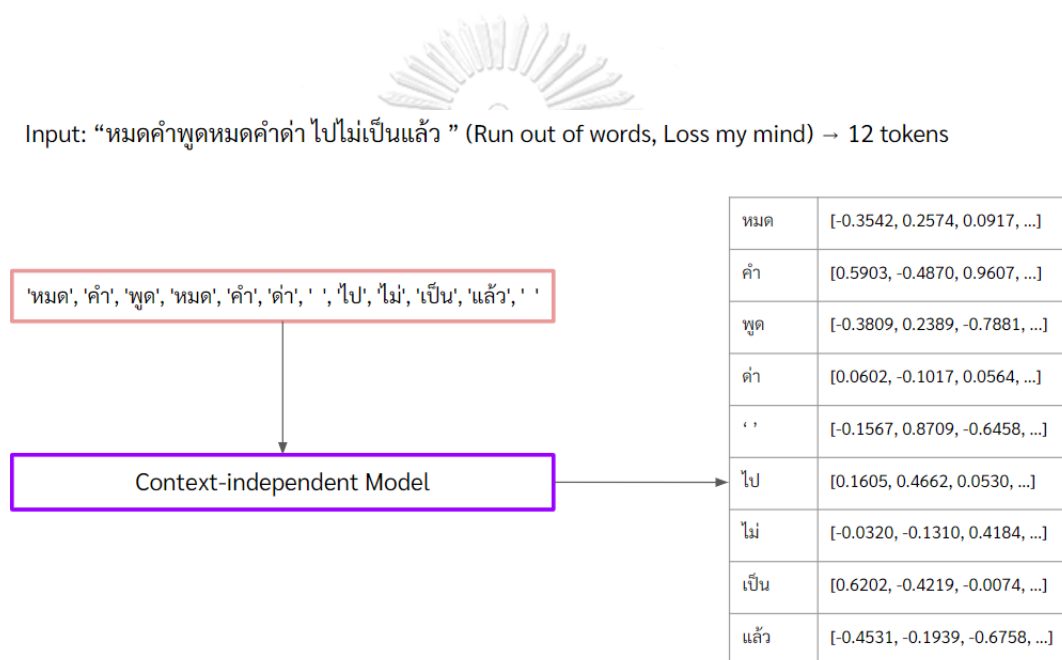 Input: “หมดคำพูดหมดคำด่า ไปไม่เป็นแล้ว ” (Run out of words, Loss my mind) → 12 tokens
'หมด', 'คำ', 'พูด', 'หมด', 'คำ', 'ด่า', ' ', 'ไป', 'ไม่', 'เป็น', 'แล้ว', ' '
Context-independent Model
หมด [-0.3542, 0.2574, 0.0917, ...]
คำ [0.5903, -0.4870, 0.9607, ...]
พูด [-0.3809, 0.2389, -0.7881, ...]
ด่า [0.0602, -0.1017, 0.0564, ...]
‘ ’ [-0.1567, 0.8709, -0.6458, ...]
ไป [0.1605, 0.4662, 0.0530, ...]
ไม่ [-0.0320, -0.1310, 0.4184, ...]
เป็น [0.6202, -0.4219, -0.0074, ...]
แล้ว [-0.4531, -0.1939, -0.6758, ...]